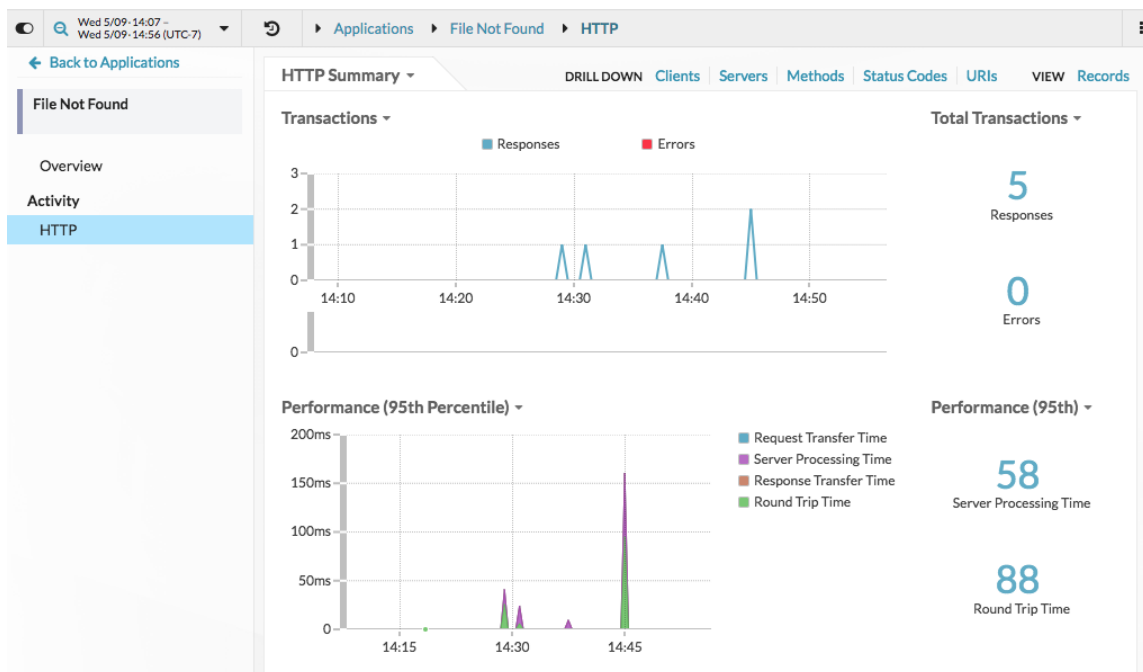 Wed 5/09-14:07 –
Wed 5/09-14:56 (UTC-7)
Applications
File Not Found
HTTP
Back to Applications
File Not Found
Overview
Activity
HTTP
HTTP Summary
DRILL DOWN Clients Servers Methods Status Codes URIs VIEW Records
Transactions
Responses Errors
3
2
1
0
14:10 14:20 14:30 14:40 14:50
0
Total Transactions
5
Responses
0
Errors
Performance (95th Percentile)
200ms
150ms
100ms
50ms
0
14:15 14:30 14:45
Request Transfer Time
Server Processing Time
Response Transfer Time
Round Trip Time
Performance (95th)
58
Server Processing Time
88
Round Trip Time